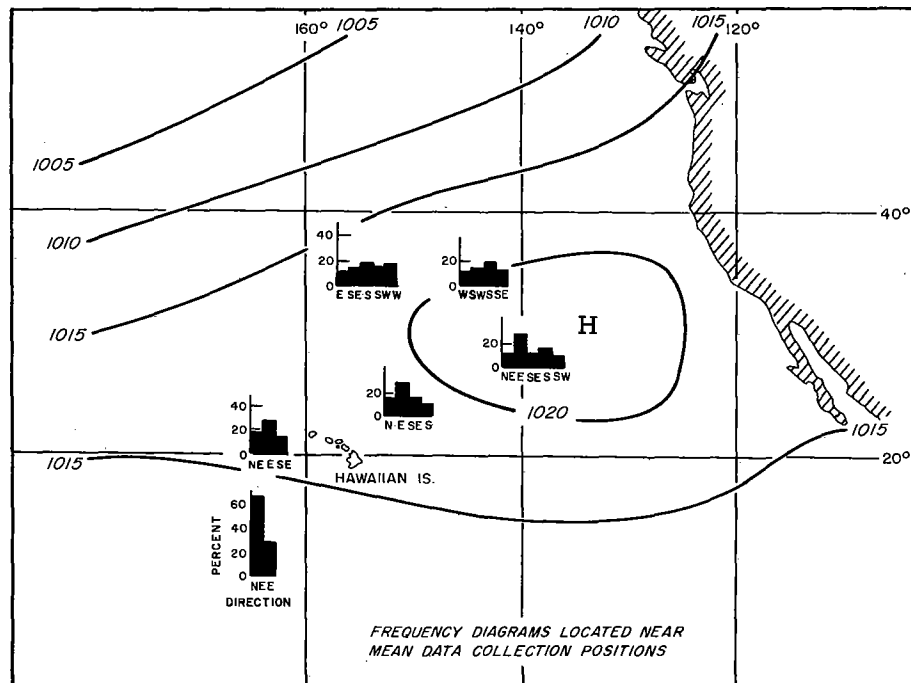 160°
1005
140°
1010
1015
120°
1005
1010
40°
40
20
0
E SE S SW W
40
20
0
W SW S SE
1015
H
20
0
NE E SE S SW
20
0
N E SE S
1020
40
20
0
NE E SE
1015
HAWAIIAN IS.
1015
20°
PERCENT
60
40
20
0
NE E
DIRECTION
FREQUENCY DIAGRAMS LOCATED NEAR
MEAN DATA COLLECTION POSITIONS